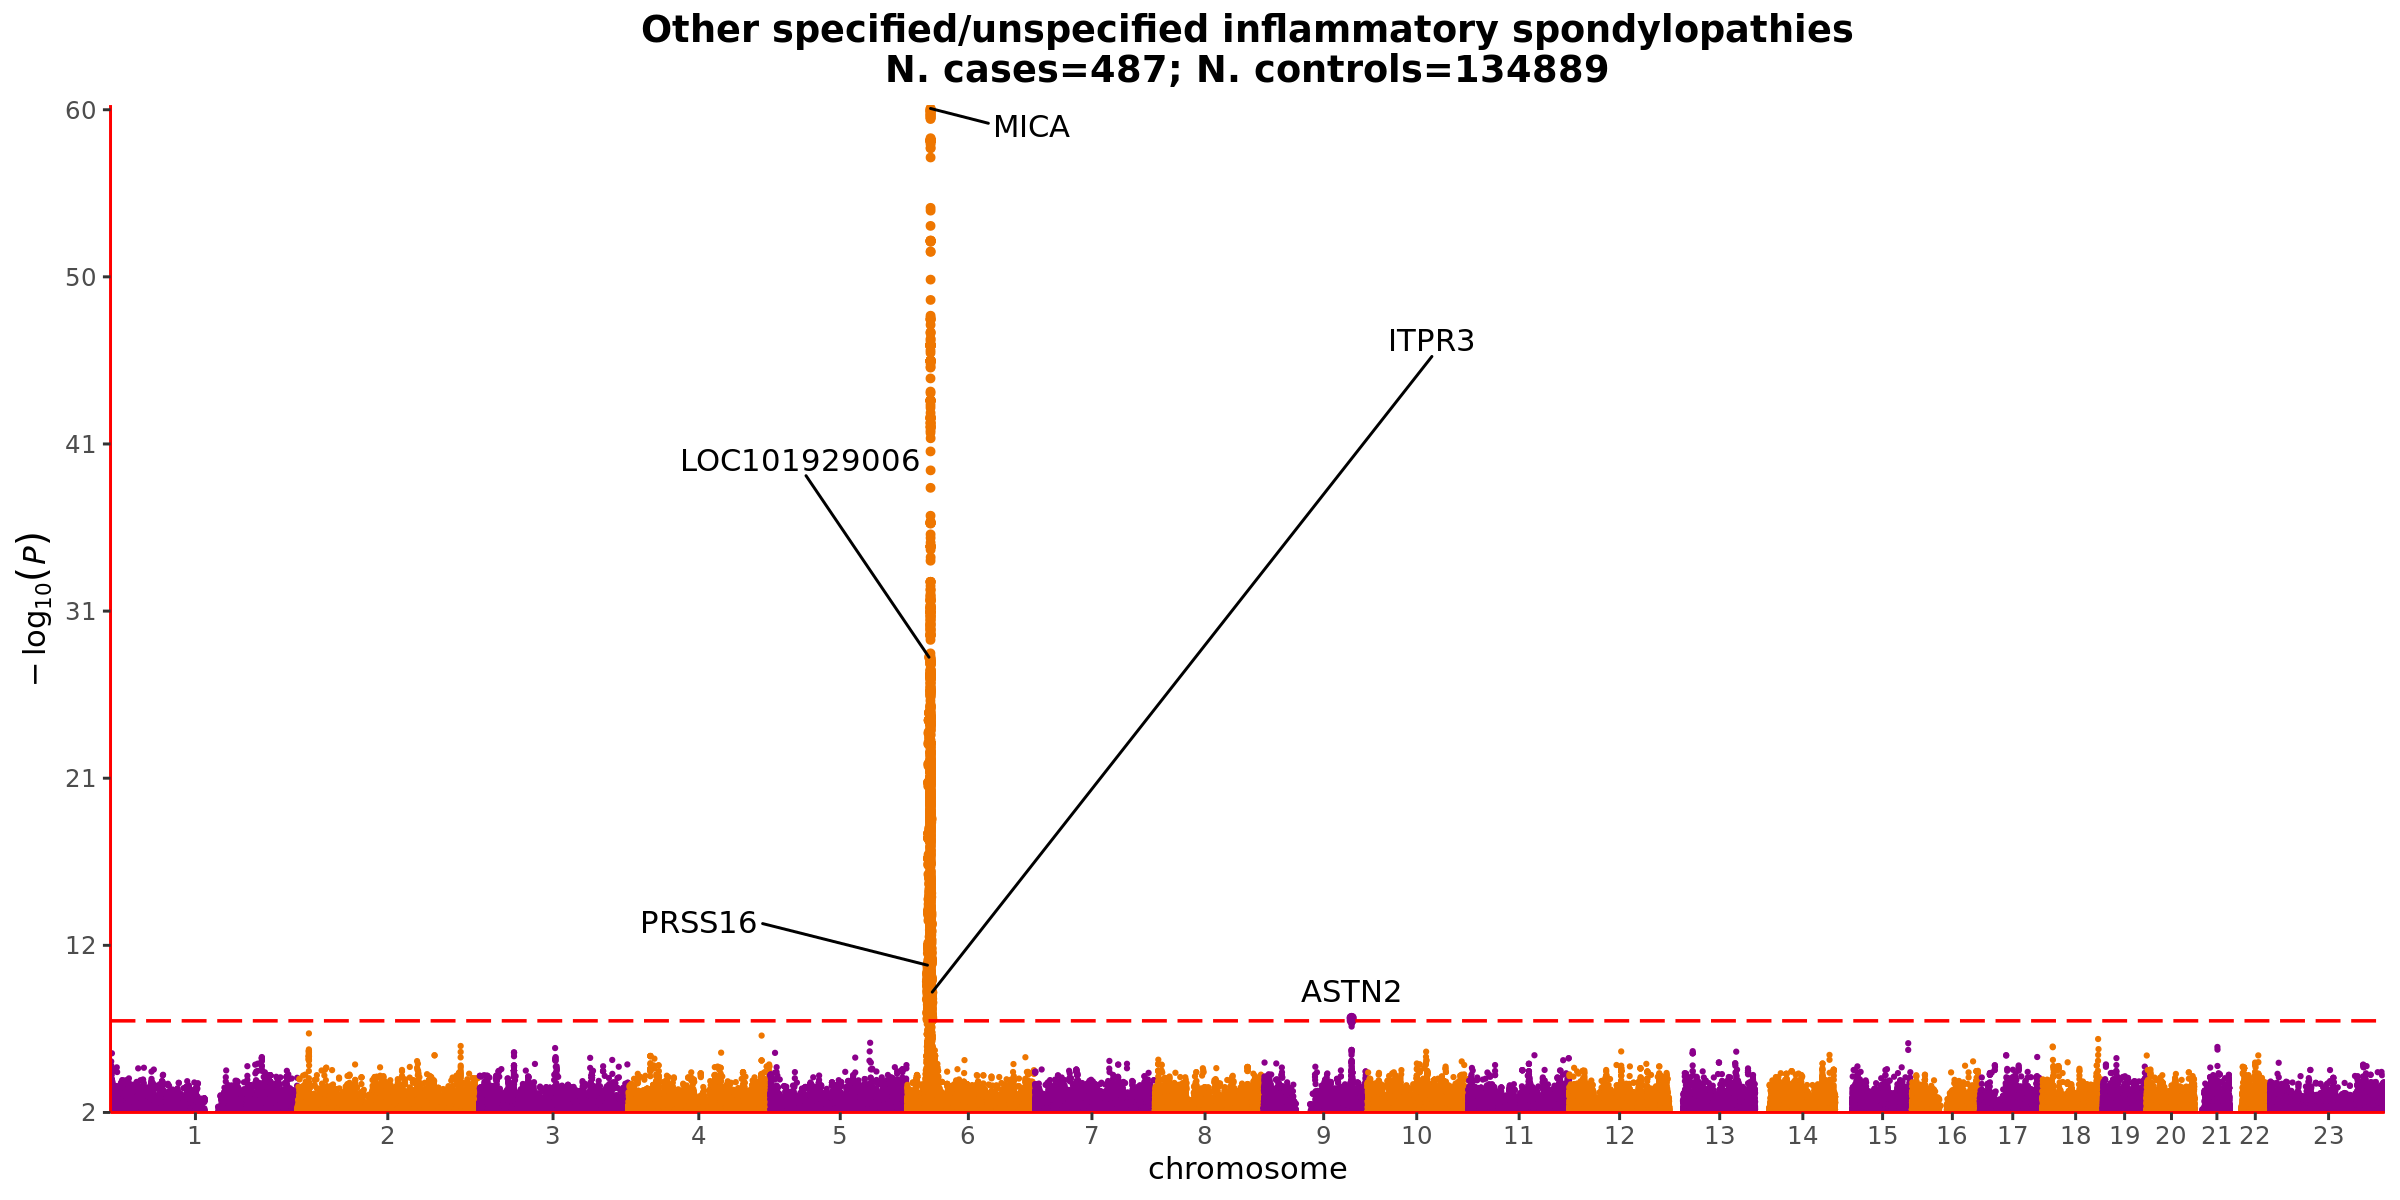 Other specified/unspecified inflammatory spondylopathies
N. cases=487; N. controls=134889
60
50
41
31
21
12
2
− log10(P)
MICA
ITPR3
LOC101929006
PRSS16
ASTN2
1 2 3 4 5 6 7 8 9 10 11 12 13 14 15 16 17 18 19 20 21 22 23
chromosome